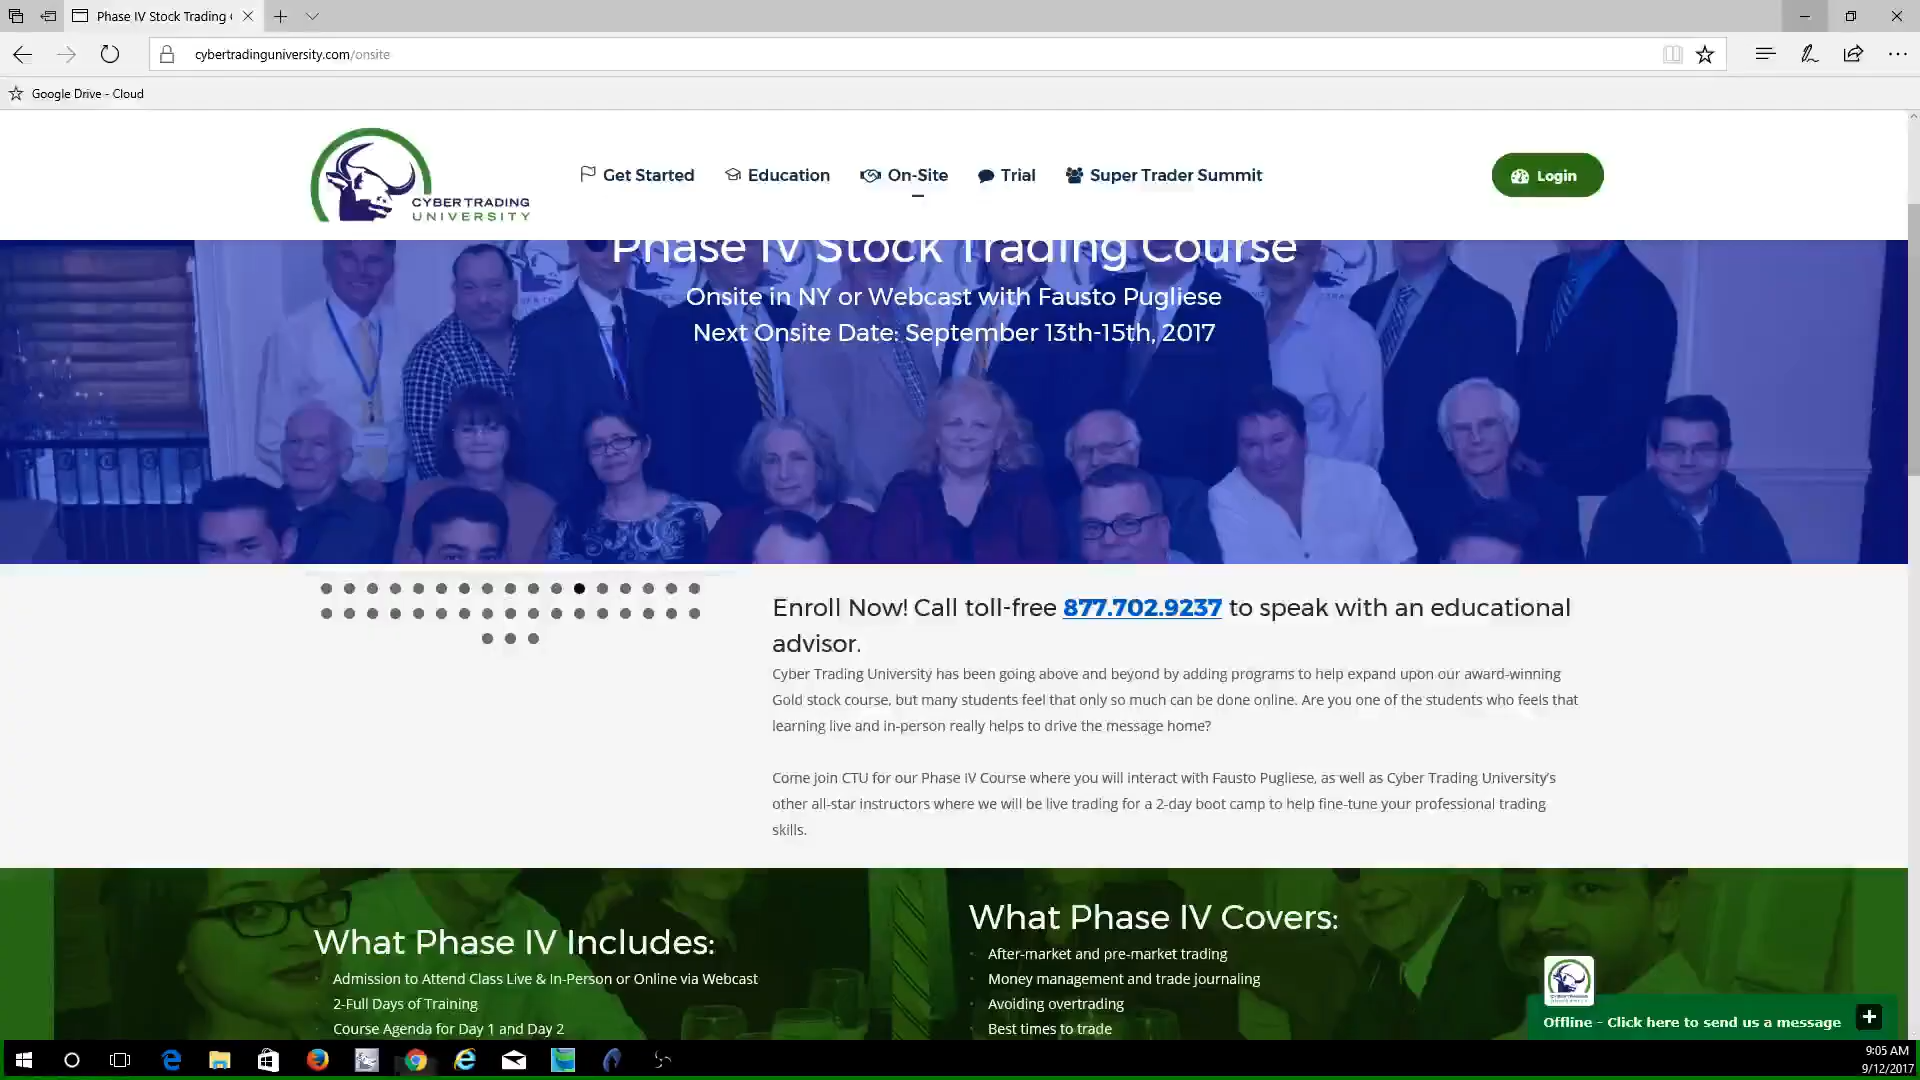 Phase IV Stock Trading
cybertradinguniversity.com/onsite
Google Drive - Cloud
CYBERTRADING
UNIVERSITY
Get Started
Education
On-Site
Trial
Super Trader Summit
Login
Phase IV Stock Trading Course
Onsite in NY or Webcast with Fausto Pugliese
Next Onsite Date: September 13th-15th, 2017
Enroll Now! Call toll-free 877.702.9237 to speak with an educational
advisor.
Cyber Trading University has been going above and beyond by adding programs to help expand upon our award-winning
Gold stock course, but many students feel that only so much can be done online. Are you one of the students who feels that
learning live and in-person really helps to drive the message home?
Come join CTU for our Phase IV Course where you will interact with Fausto Pugliese, as well as Cyber Trading University's
other all-star instructors where we will be live trading for a 2-day boot camp to help fine-tune your professional trading
skills.
What Phase IV Includes:
Admission to Attend Class Live & In-Person or Online via Webcast
2-Full Days of Training
Course Agenda for Day 1 and Day 2
What Phase IV Covers:
After-market and pre-market trading
Money management and trade journaling
Avoiding overtrading
Best times to trade
Offline - Click here to send us a message
9:05 AM
9/12/2017